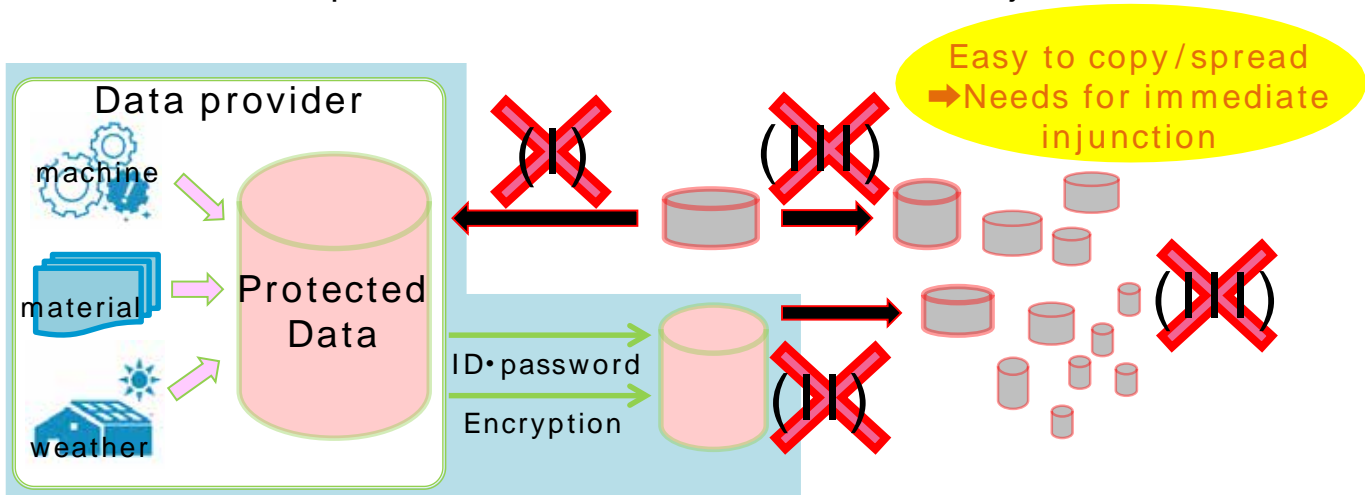 Easy to copy/spread
➡Needs for immediate
injunction
Data provider
machine
material
weather
Protected
Data
ID•password
Encryption
(I)
(III)
(II)
(III)